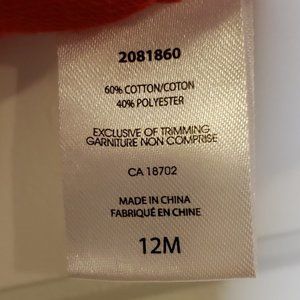 2081860
60% COTTON/COTON
40% POLYESTER
EXCLUSIVE OF TRIMMING
GARNITURE NON COMPRISE
CA 18702
MADE IN CHINA
FABRIQUÉ EN CHINE
12M